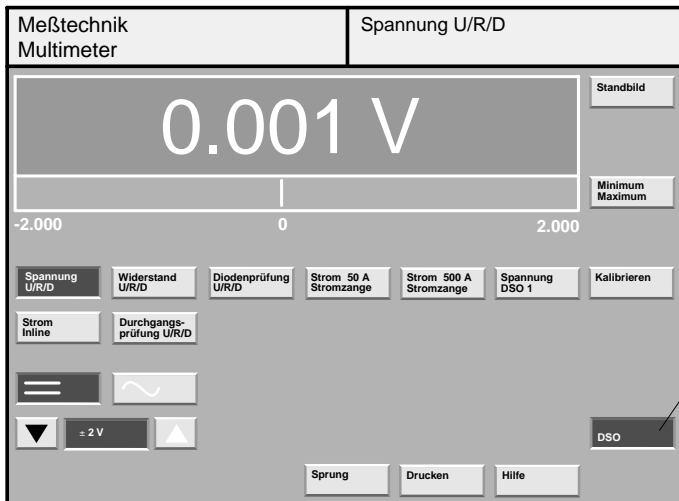 Meßtechnik
Multimeter
Spannung U/R/D
0.001 V
Standbild
Minimum
Maximum
-2.000 0 2.000
Spannung
U/R/D
Widerstand
U/R/D
Diodenprüfung
U/R/D
Strom 50 A
Stromzange
Strom 500 A
Stromzange
Spannung
DSO 1
Kalibrieren
Strom
Inline
Durchgangs-
prüfung U/R/D
± 2 V
DSO
Sprung
Drucken
Hilfe